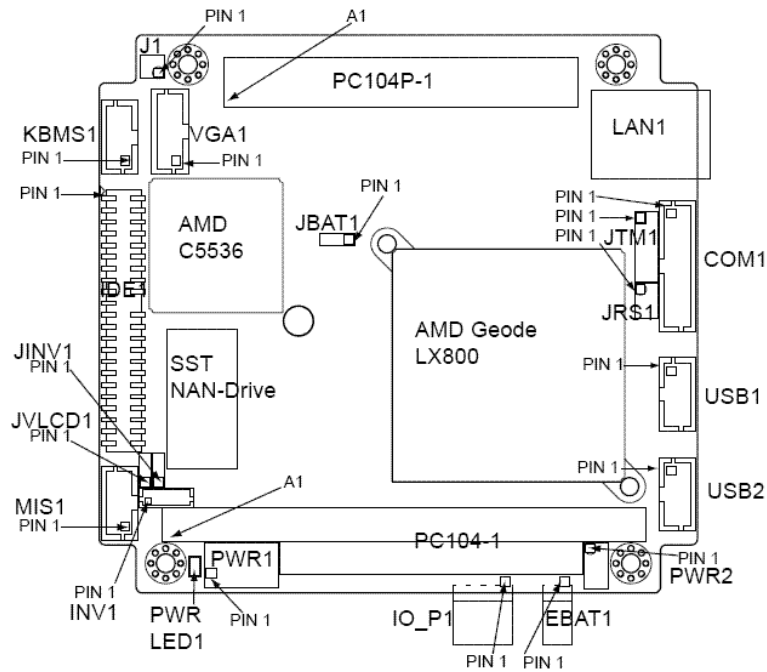 PIN 1
A1
J1
PC104P-1
LAN1
KBMS1
VGA1
PIN 1
PIN 1
PIN 1
PIN 1
PIN 1
AMD
C5536
JBAT1
PIN 1
PIN 1
JTM1
COM1
JRS1
AMD Geode
LX800
JINV1
PIN 1
SST
NAN-Drive
PIN 1
USB1
JVLCD1
PIN 1
PIN 1
USB2
A1
MIS1
PIN 1
PC104-1
PWR1
PIN 1
PWR2
PIN 1
INV1
PWR
LED1
PIN 1
IO_P1
EBAT1
PIN 1
PIN 1